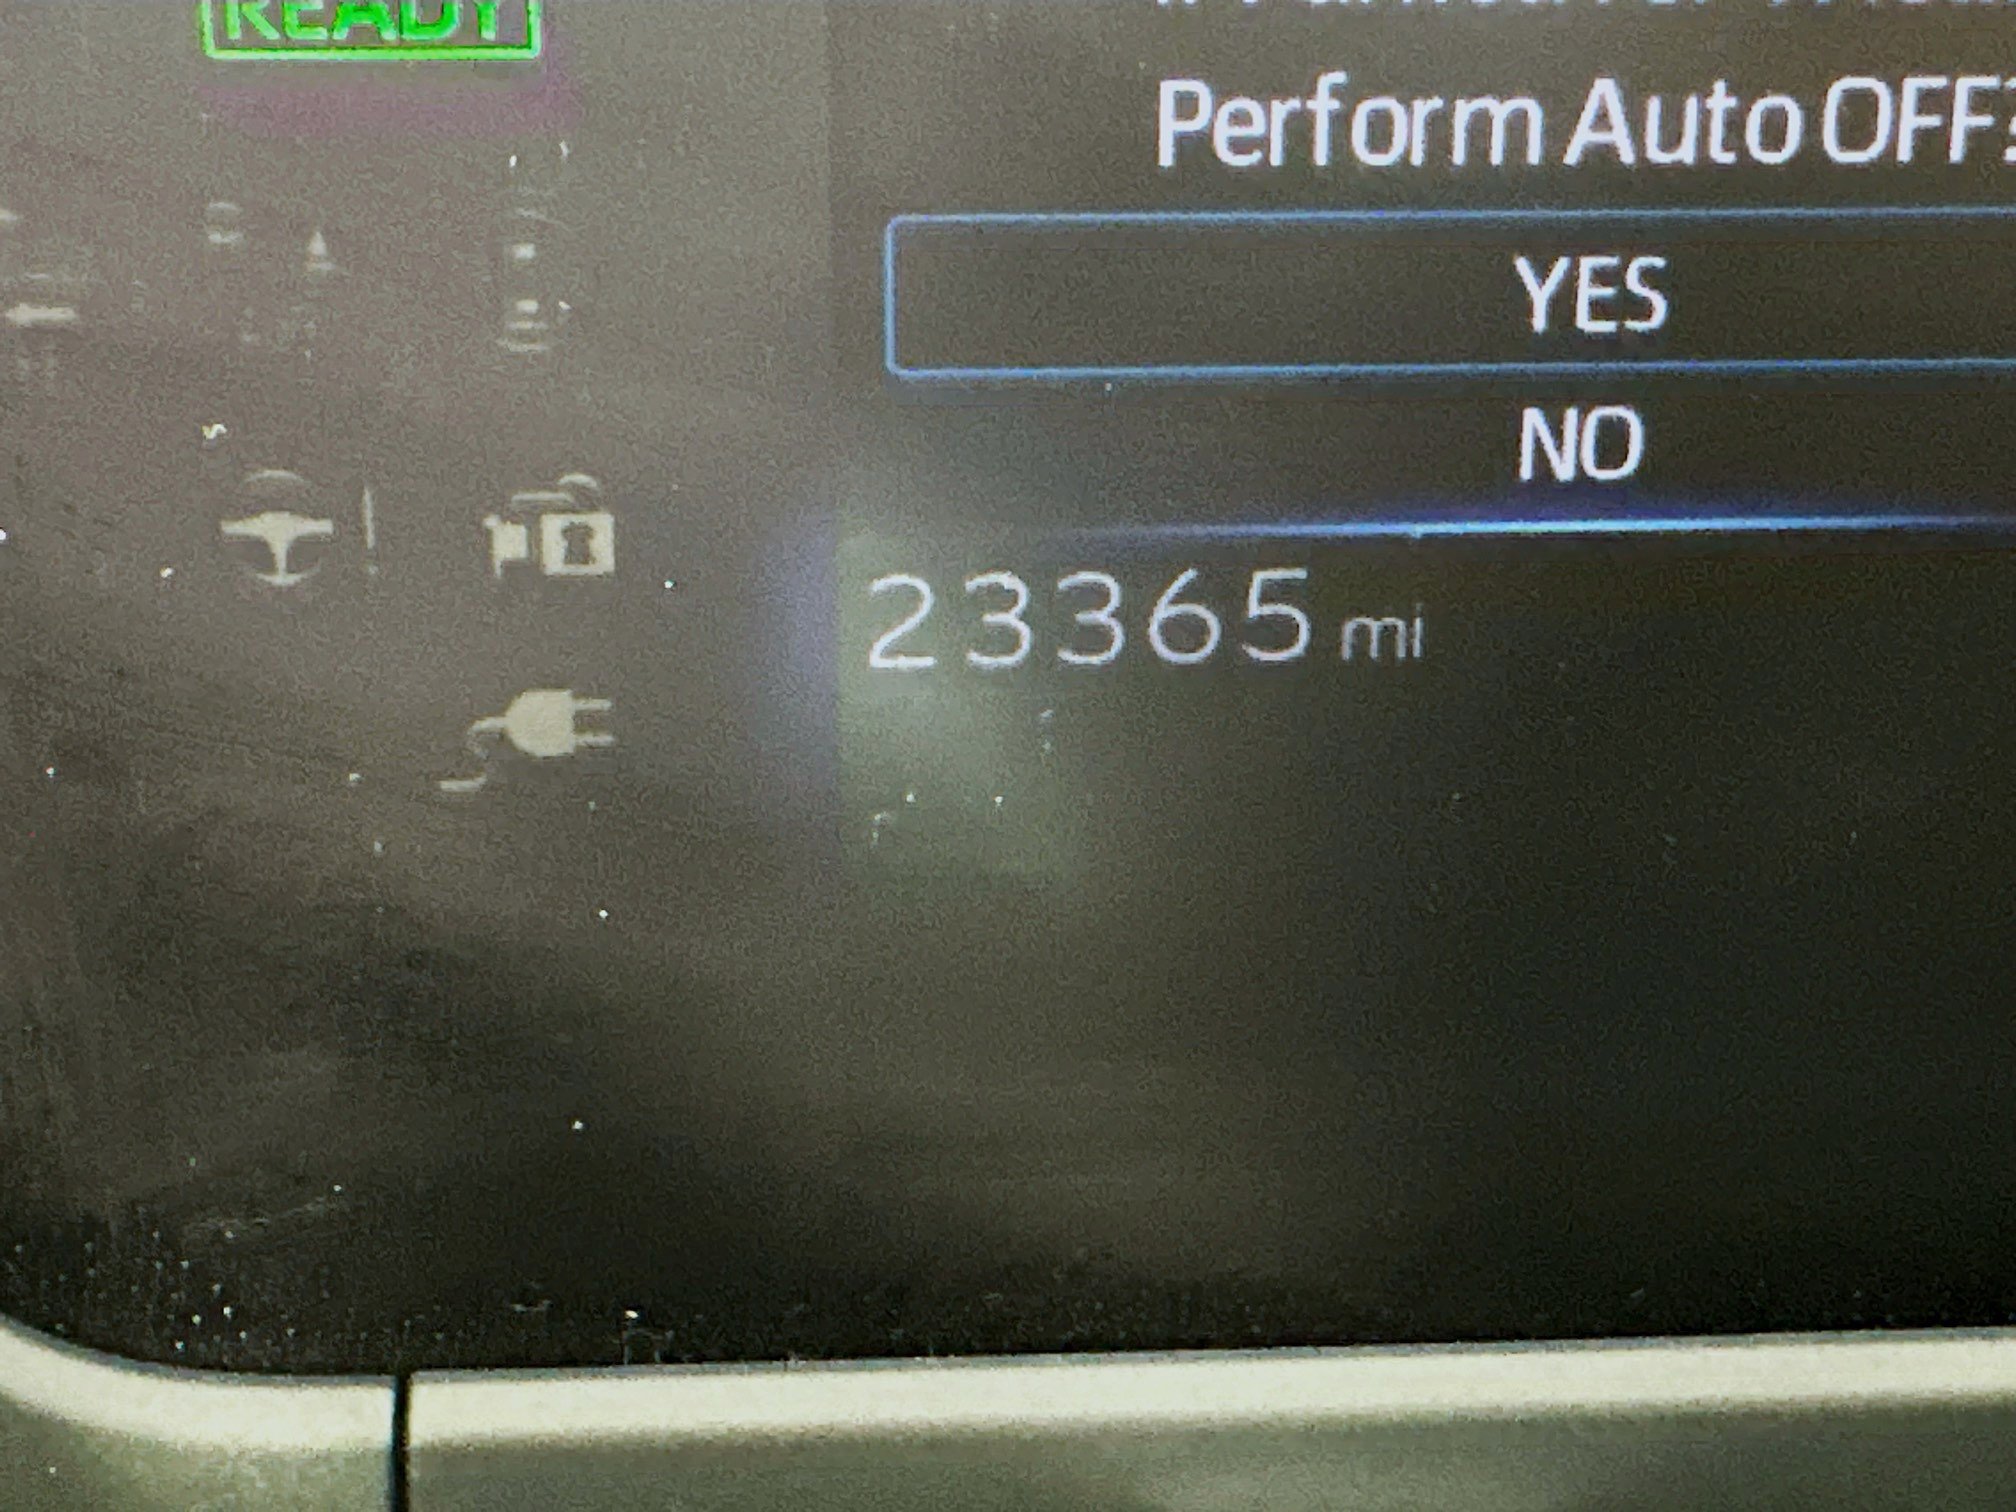 READY
Perform Auto OFF?
YES
NO
23365 mi